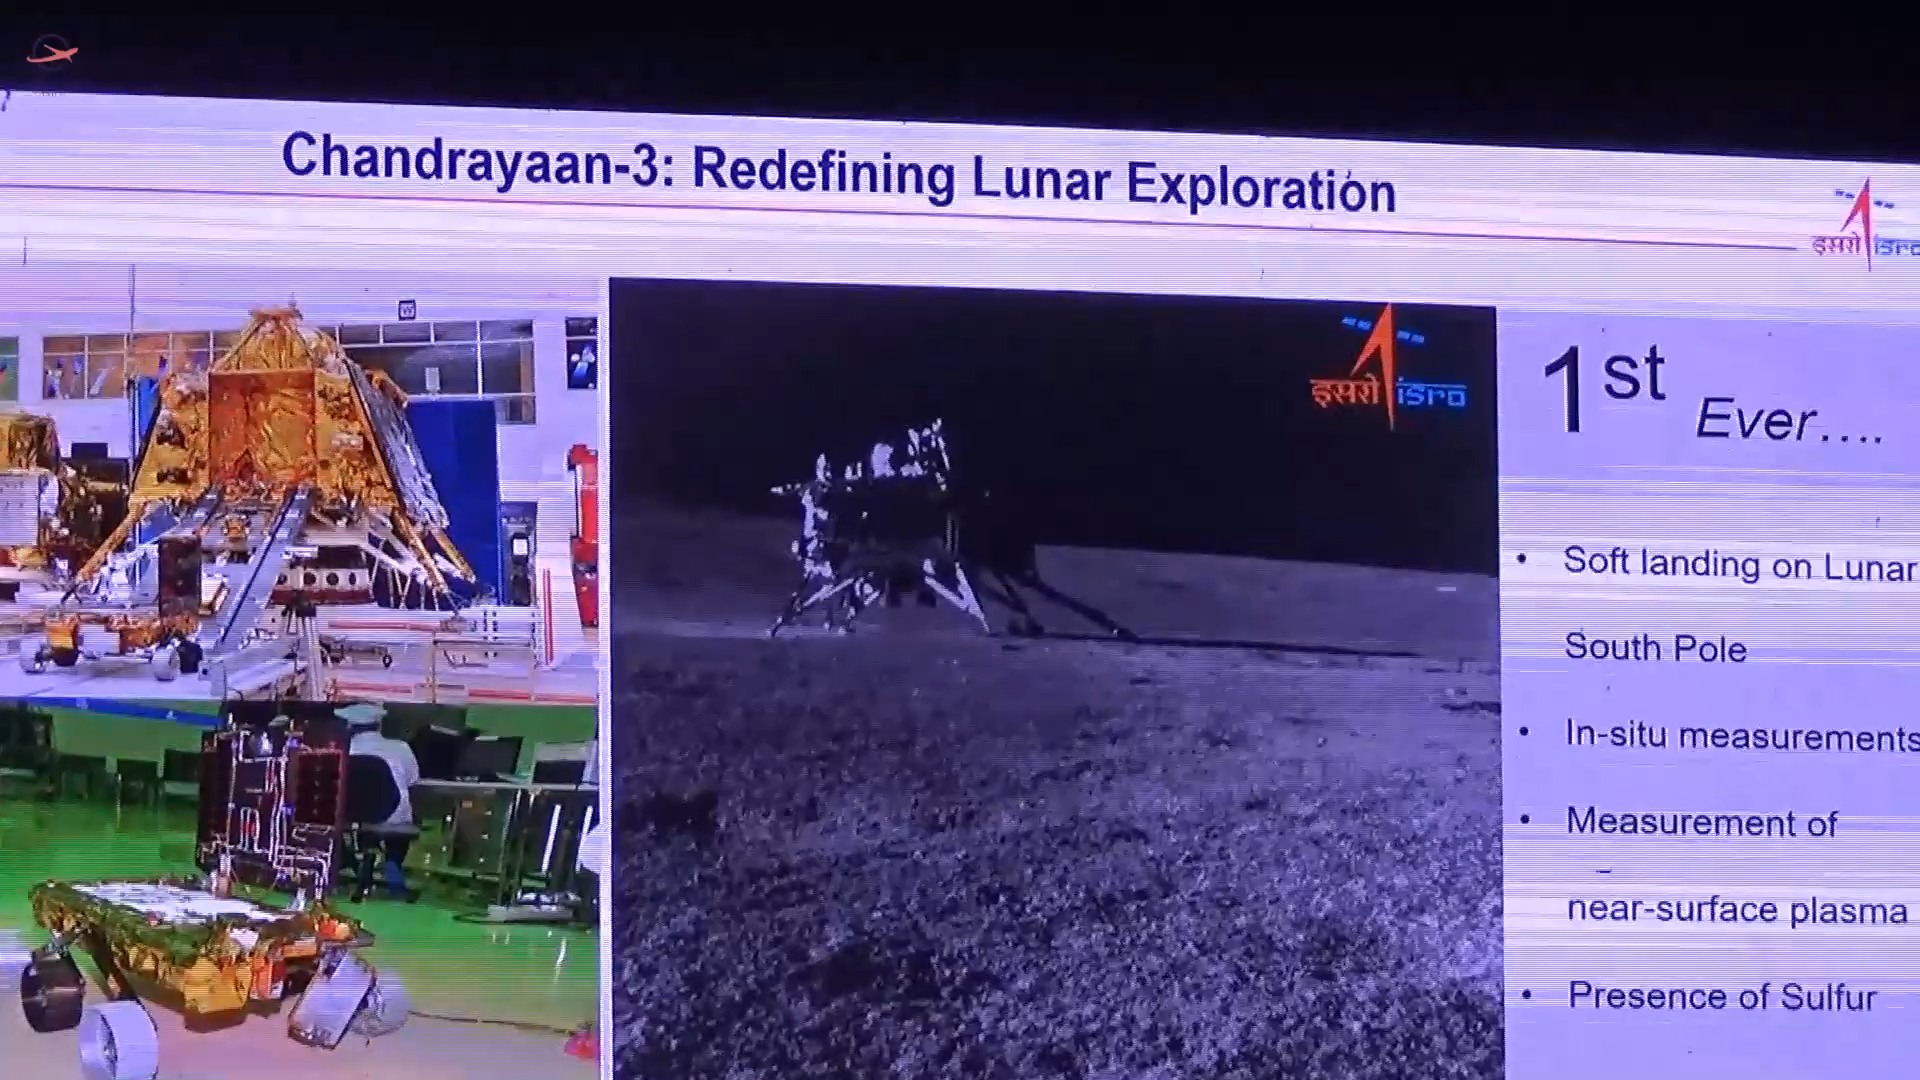 Chandrayaan-3: Redefining Lunar Exploration
इसरो isro
इसरो isro
1st Ever....
• Soft landing on Lunar
South Pole
• In-situ measurements
• Measurement of
near-surface plasma
• Presence of Sulfur